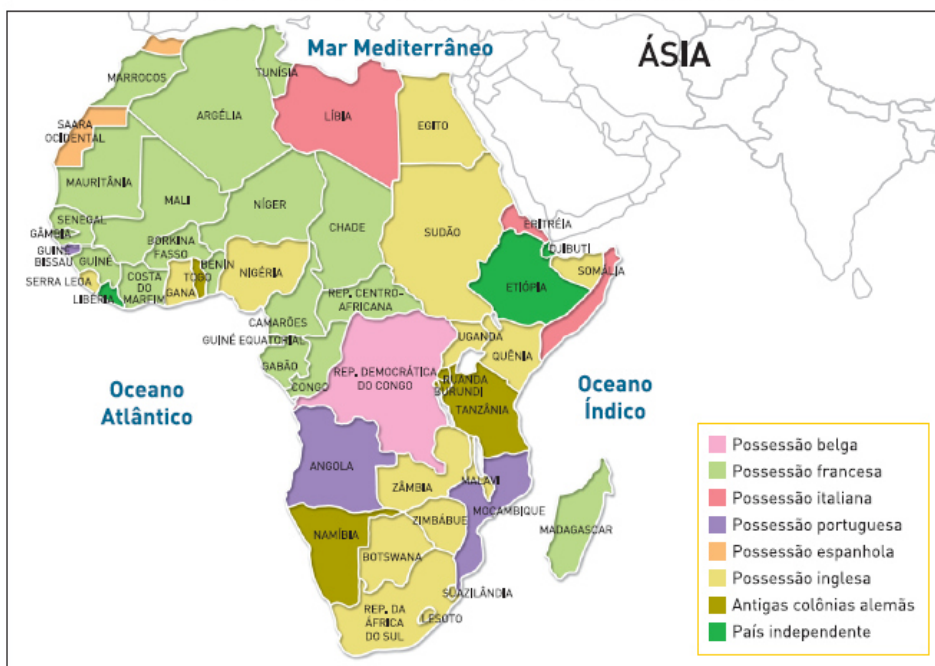 Mar Mediterrâneo
ÁSIA
MARROCOS
TUNÍSIA
ARGÉLIA
LÍBIA
EGITO
SAARA
OCIDENTAL
MAURITÂNIA
MALI
NÍGER
CHADE
SUDÃO
ERITRÉIA
DJIBUTI
SENEGAL
GÂMBIA
GUINÉ
BISSAU
GUINÉ
BORKINA
FASSO
BÉNIN
TOGO
NIGÉRIA
SERRA LEOA
LIBÉRIA
COSTA
DO
MARFIM
GANA
ETIÓPIA
SOMÁLIA
REP. CENTRO-
AFRICANA
CAMARÕES
GUINÉ EQUATORIAL
GABÃO
CONGO
REP. DEMOCRÁTICA
DO CONGO
UGANDA
QUÊNIA
RUANDA
BURUNDI
TANZÂNIA
Oceano
Atlântico
Oceano
Índico
ANGOLA
ZÂMBIA
MALAVI
MOÇAMBIQUE
ZIMBÁBUE
NAMÍBIA
BOTSWANA
MADAGASCAR
SUAZILÂNDIA
REP. DA
ÁFRICA
DO SUL
LESOTO
Possessão belga
Possessão francesa
Possessão italiana
Possessão portuguesa
Possessão espanhola
Possessão inglesa
Antigas colônias alemãs
País independente